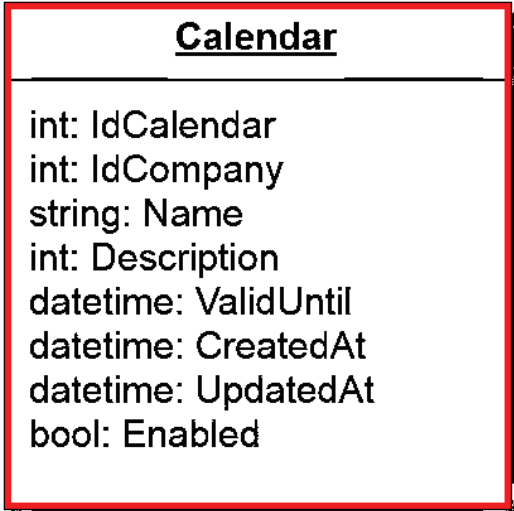 Calendar
int: IdCalendar
int: IdCompany
string: Name
int: Description
datetime: ValidUntil
datetime: CreatedAt
datetime: UpdatedAt
bool: Enabled